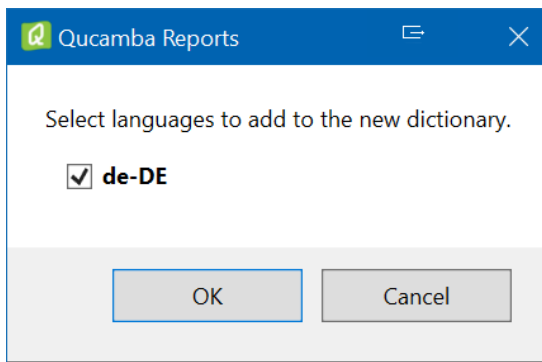 Qucamba Reports
Select languages to add to the new dictionary.
de-DE
OK
Cancel